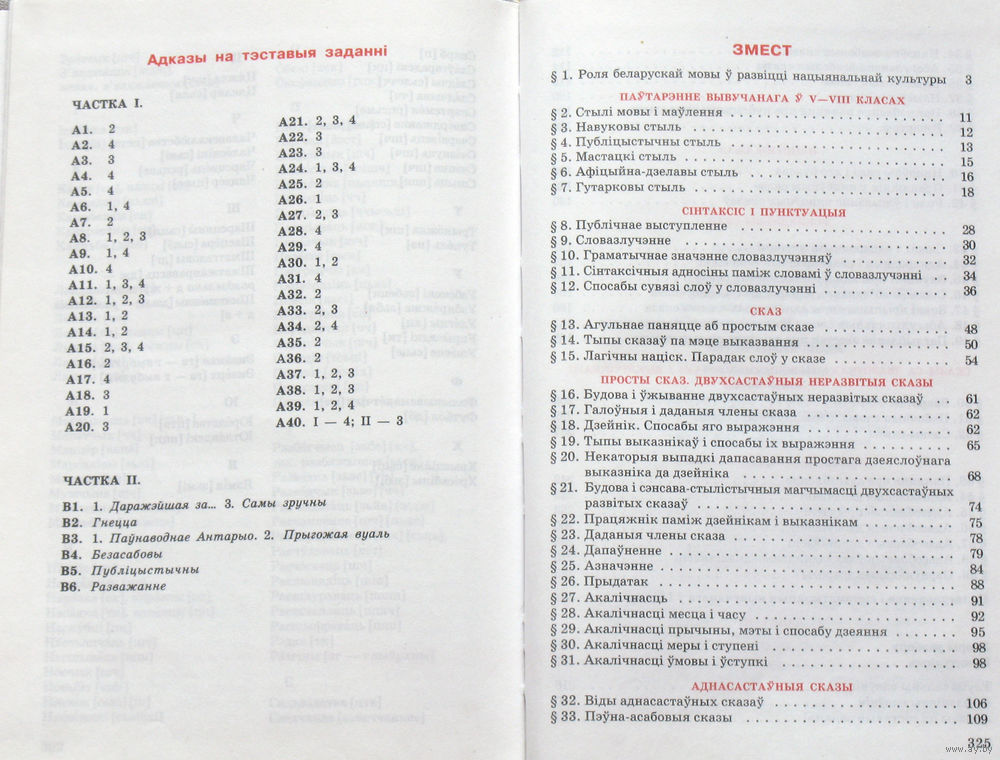 Адказы на тэставыя заданні
ЧАСТКА I.
А1. 2
А2. 4
А3. 3
А4. 4
А5. 4
А6. 1, 4
А7. 2
А8. 1, 2, 3
А9. 1, 4
А10. 4
А11. 1, 3, 4
А12. 1, 2, 3
А13. 1, 2
А14. 1, 2
А15. 2, 3, 4
А16. 2
А17. 4
А18. 3
А19. 1
А20. 3
А21. 2, 3, 4
А22. 3
А23. 3
А24. 1, 3, 4
А25. 2
А26. 1
А27. 2, 3
А28. 4
А29. 4
А30. 1, 2
А31. 4
А32. 2
А33. 2, 3
А34. 2, 4
А35. 2
А36. 2
А37. 1, 2, 3
А38. 1, 2, 3
А39. 1, 2, 4
А40. I — 4; II — 3
ЧАСТКА II.
В1. 1. Даражэйшая за... 3. Самы зручны
В2. Гнецца
В3. 1. Паўнаводнае Антарыо. 2. Прыгожая вуаль
В4. Безасабовы
В5. Публіцыстычны
В6. Разважанне
ЗМЕСТ
§ 1. Роля беларускай мовы ў развіцці нацыянальнай культуры 3
ПАЎТАРЭННЕ ВЫВУЧАНАГА Ў V—VIII КЛАСАХ
§ 2. Стылі мовы і маўлення 11
§ 3. Навуковы стыль 12
§ 4. Публіцыстычны стыль 13
§ 5. Мастацкі стыль 15
§ 6. Афіцыйна-дзелавы стыль 16
§ 7. Гутарковы стыль 18
СІНТАКСІС І ПУНКТУАЦЫЯ
§ 8. Публічнае выступленне 28
§ 9. Словазлучэнне 30
§ 10. Граматычнае значэнне словазлучэнняў 32
§ 11. Сінтаксічныя адносіны паміж словамі ў словазлучэнні 34
§ 12. Спосабы сувязі слоў у словазлучэнні 36
СКАЗ
§ 13. Агульнае паняцце аб простым сказе 48
§ 14. Тыпы сказаў па мэце выказвання 50
§ 15. Лагічны націск. Парадак слоў у сказе 54
ПРОСТЫ СКАЗ. ДВУХСАСТАЎНЫЯ НЕРАЗВІТЫЯ СКАЗЫ
§ 16. Будова і ўжыванне двухсастаўных неразвітых сказаў 61
§ 17. Галоўныя і даданыя члены сказа 62
§ 18. Дзейнік. Спосабы яго выражэння 62
§ 19. Тыпы выказнікаў і спосабы іх выражэння 65
§ 20. Некаторыя выпадкі дапасавання простага дзеяслоўнага
выказніка да дзейніка 68
§ 21. Будова і сэнсава-стылістычныя магчымасці двухсастаўных
развітых сказаў 74
§ 22. Працяжнік паміж дзейнікам і выказнікам 75
§ 23. Даданыя члены сказа 78
§ 24. Дапаўненне 79
§ 25. Азначэнне 84
§ 26. Прыдатак 88
§ 27. Акалічнасць 91
§ 28. Акалічнасці месца і часу 92
§ 29. Акалічнасці прычыны, мэты і спосабу дзеяння 95
§ 30. Акалічнасці меры і ступені 98
§ 31. Акалічнасці ўмовы і ўступкі 98
АДНАСАСТАЎНЫЯ СКАЗЫ
§ 32. Віды аднасастаўных сказаў 106
§ 33. Пэўна-асабовыя сказы 109
325
www.ay.by